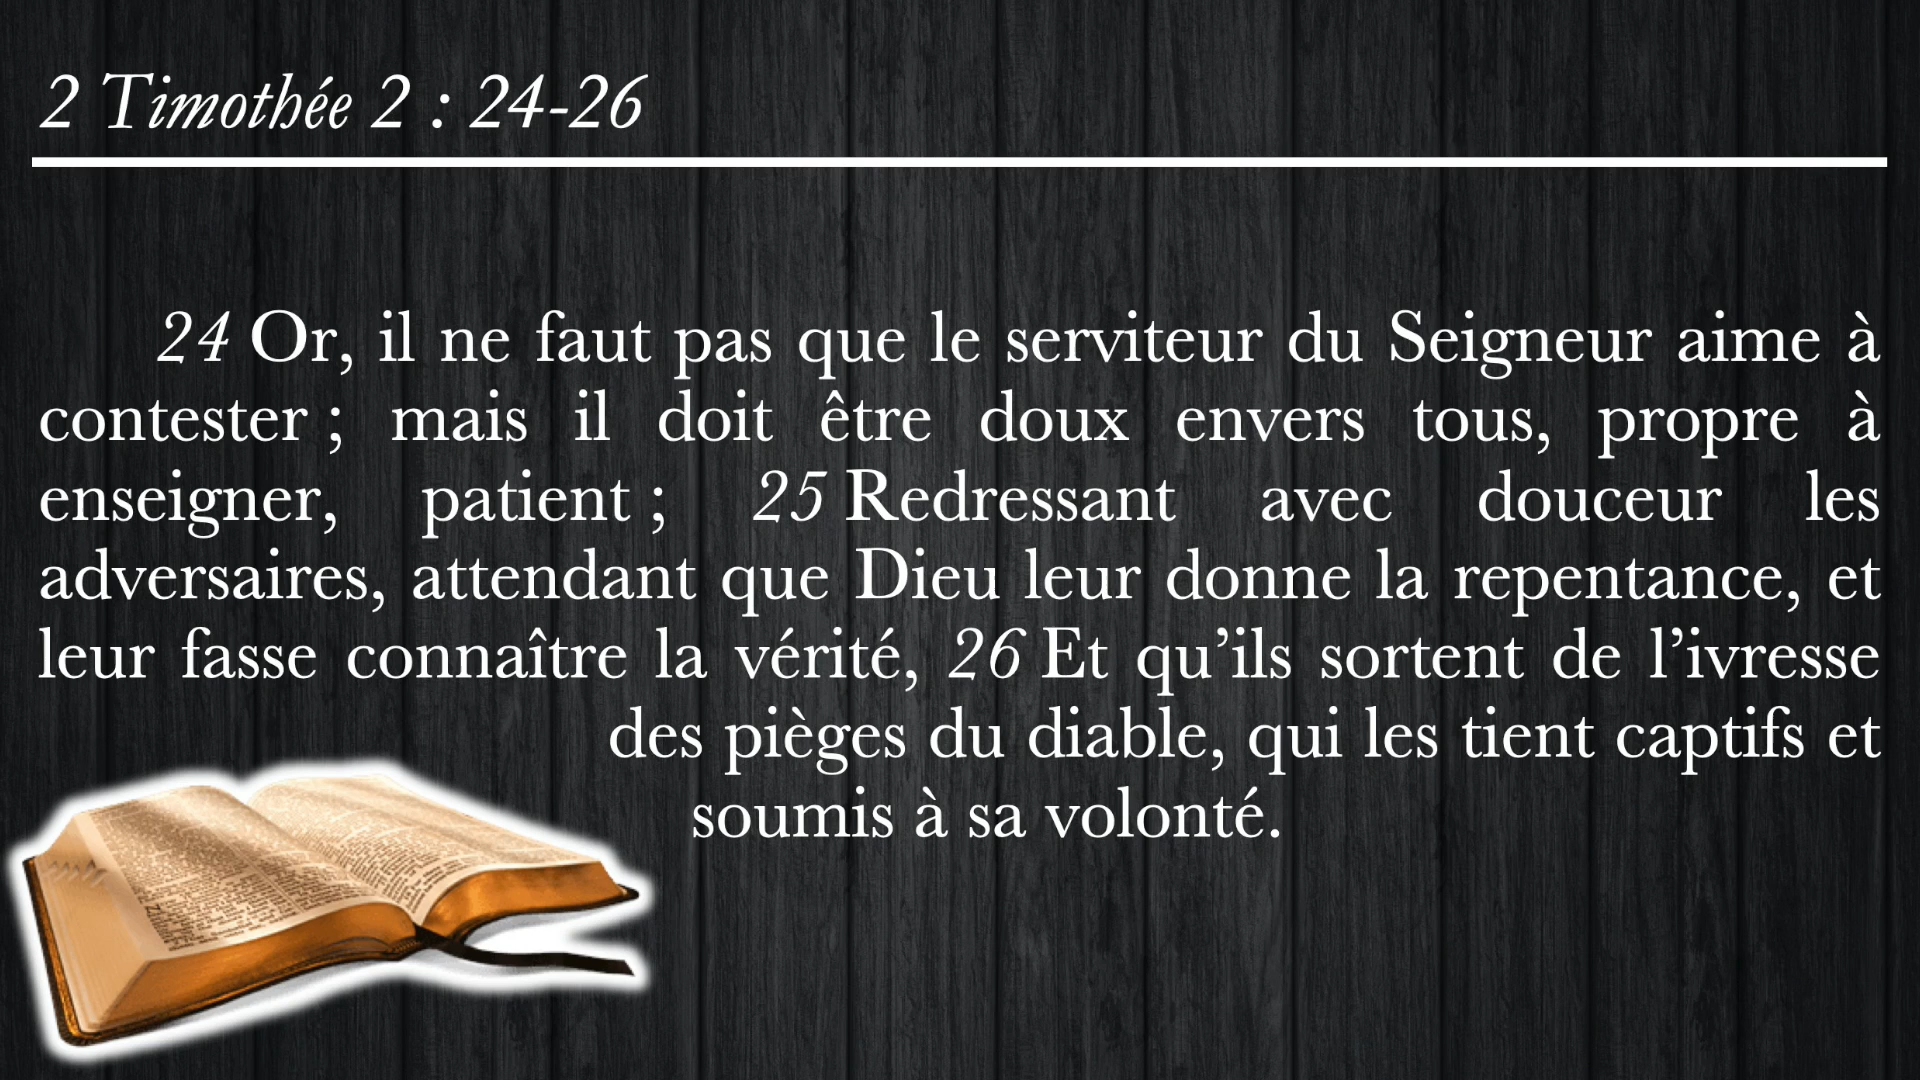 2 Timothée 2 : 24-26
24 Or, il ne faut pas que le serviteur du Seigneur aime à
contester ; mais il doit être doux envers tous, propre à
enseigner, patient ; 25 Redressant avec douceur les
adversaires, attendant que Dieu leur donne la repentance, et
leur fasse connaître la vérité, 26 Et qu’ils sortent de l’ivresse
des pièges du diable, qui les tient captifs et
soumis à sa volonté.